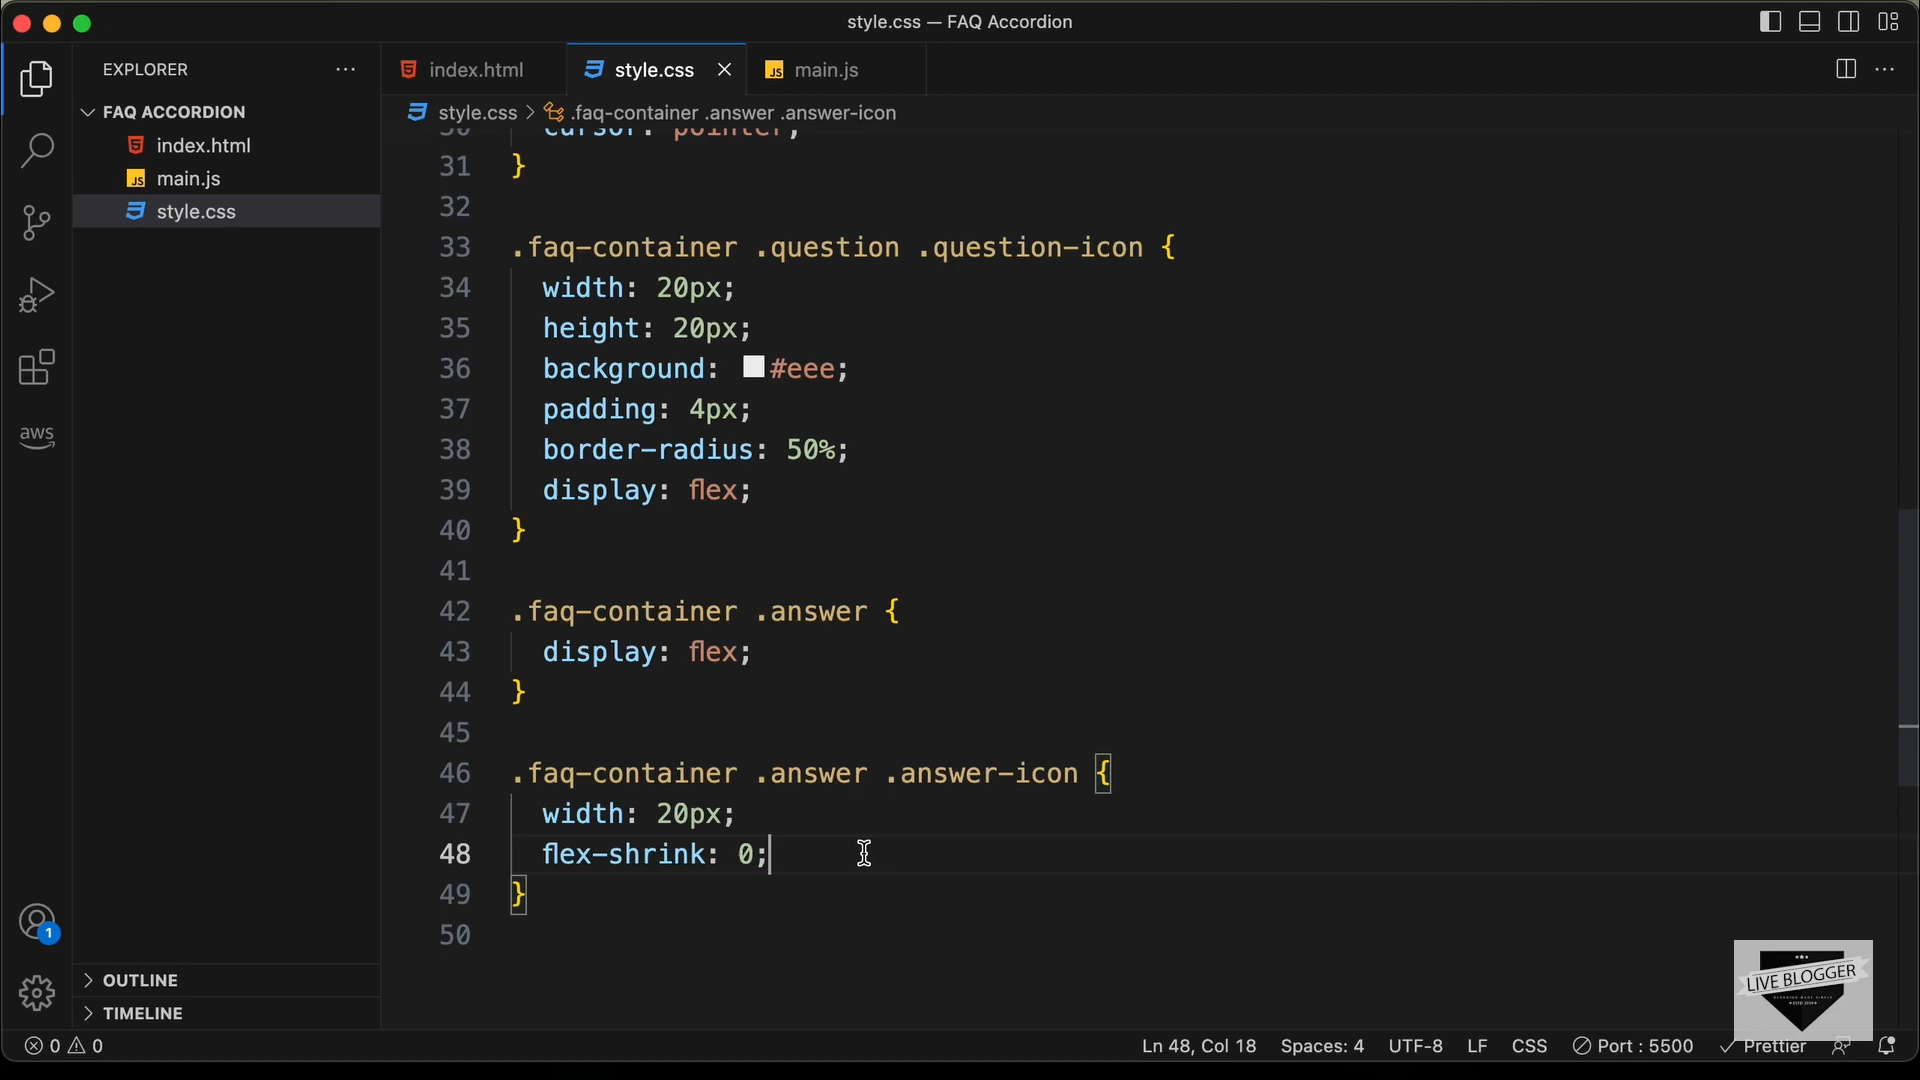 style.css — FAQ Accordion
EXPLORER
index.html
style.css
JS main.js
FAQ ACCORDION
style.css > .faq-container .answer .answer-icon
index.html
JS main.js
style.css
30 cursor: pointer;
31 }
32
33 .faq-container .question .question-icon {
34 width: 20px;
35 height: 20px;
36 background: #eee;
37 padding: 4px;
38 border-radius: 50%;
39 display: flex;
40 }
41
42 .faq-container .answer {
43 display: flex;
44 }
45
46 .faq-container .answer .answer-icon {
47 width: 20px;
48 flex-shrink: 0;
49 }
50
aws
1
OUTLINE
TIMELINE
LIVE BLOGGER
0 0
Ln 48, Col 18 Spaces: 4 UTF-8 LF CSS Port : 5500 Prettier